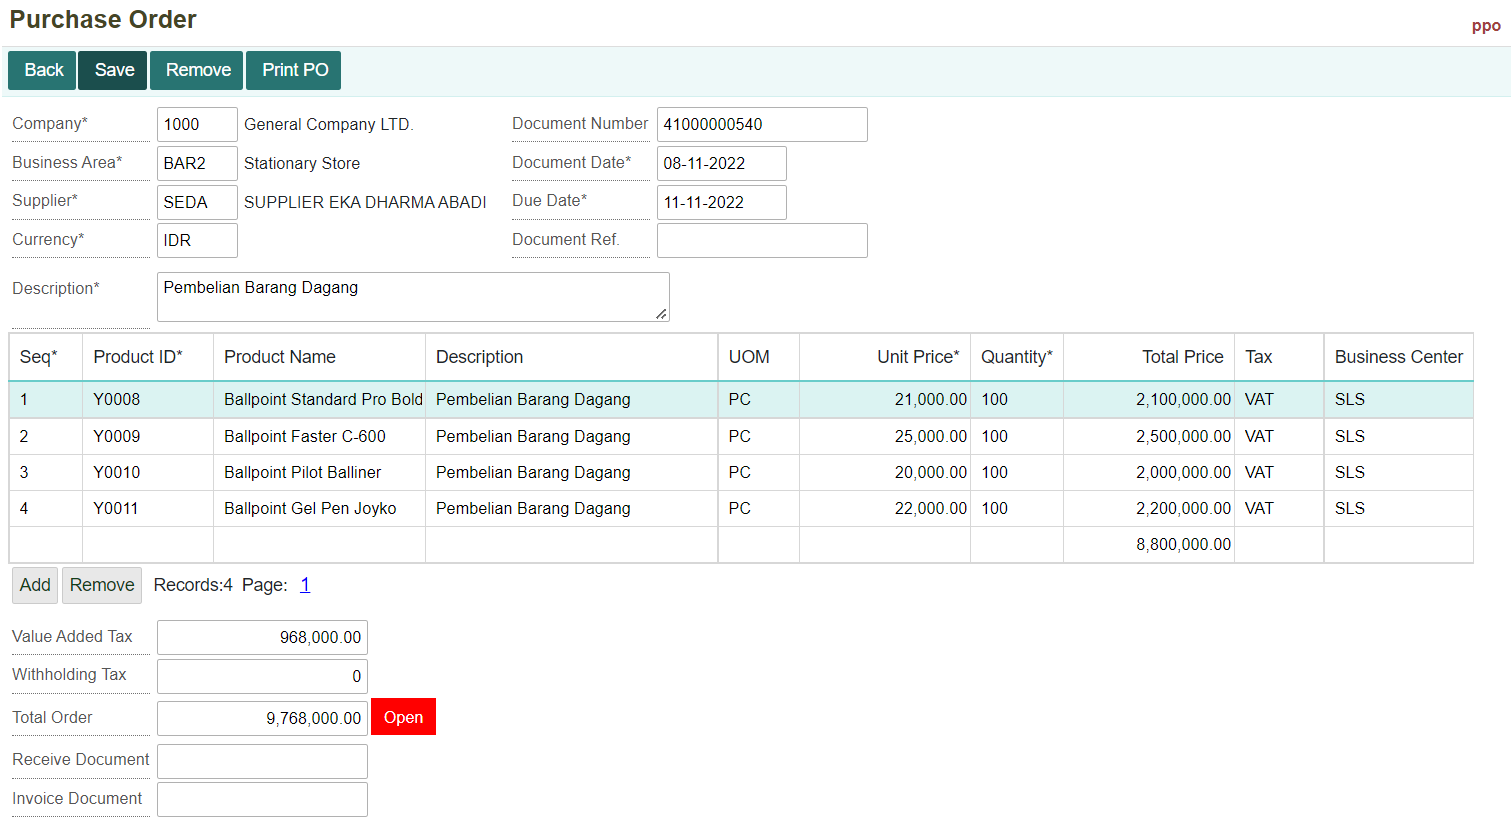 Purchase Order
ppo
Back Save Remove Print PO
Company* 1000 General Company LTD. Document Number 41000000540
Business Area* BAR2 Stationary Store Document Date* 08-11-2022
Supplier* SEDA SUPPLIER EKA DHARMA ABADI Due Date* 11-11-2022
Currency* IDR Document Ref.
Description* Pembelian Barang Dagang
Seq* Product ID* Product Name Description UOM Unit Price* Quantity* Total Price Tax Business Center
1 Y0008 Ballpoint Standard Pro Bold Pembelian Barang Dagang PC 21,000.00 100 2,100,000.00 VAT SLS
2 Y0009 Ballpoint Faster C-600 Pembelian Barang Dagang PC 25,000.00 100 2,500,000.00 VAT SLS
3 Y0010 Ballpoint Pilot Balliner Pembelian Barang Dagang PC 20,000.00 100 2,000,000.00 VAT SLS
4 Y0011 Ballpoint Gel Pen Joyko Pembelian Barang Dagang PC 22,000.00 100 2,200,000.00 VAT SLS
8,800,000.00
Add Remove Records:4 Page: 1
Value Added Tax 968,000.00
Withholding Tax 0
Total Order 9,768,000.00 Open
Receive Document
Invoice Document